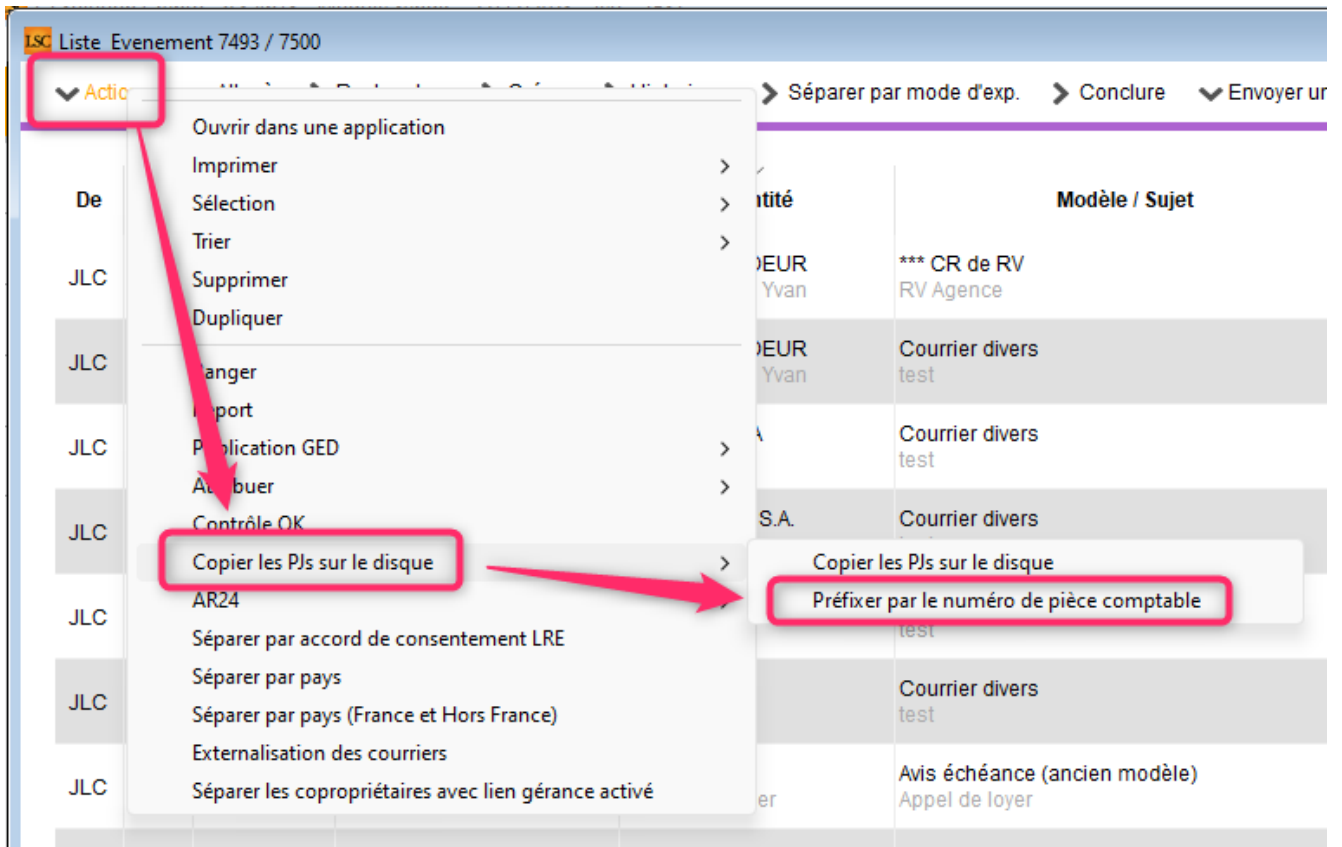 LSC Liste Evenement 7493 / 7500
Séparer par mode d'exp. Conclure Envoyer un
Ouvrir dans une application
Imprimer
De
Sélection
Modèle / Sujet
Trier
JLC
Supprimer
*** CR de RV
Yvan
RV Agence
Dupliquer
JLC
Courrier divers
Yvan
test
JLC
Courrier divers
test
Publication GED
Attribuer
JLC
Contrôle OK
S.A.
Courrier divers
Copier les PJs sur le disque
Copier les PJs sur le disque
AR24
Préfixer par le numéro de pièce comptable
JLC
test
Séparer par accord de consentement LRE
Séparer par pays
JLC
Courrier divers
test
Séparer par pays (France et Hors France)
Externalisation des courriers
JLC
Avis échéance (ancien modèle)
Séparer les copropriétaires avec lien gérance activé
Appel de loyer